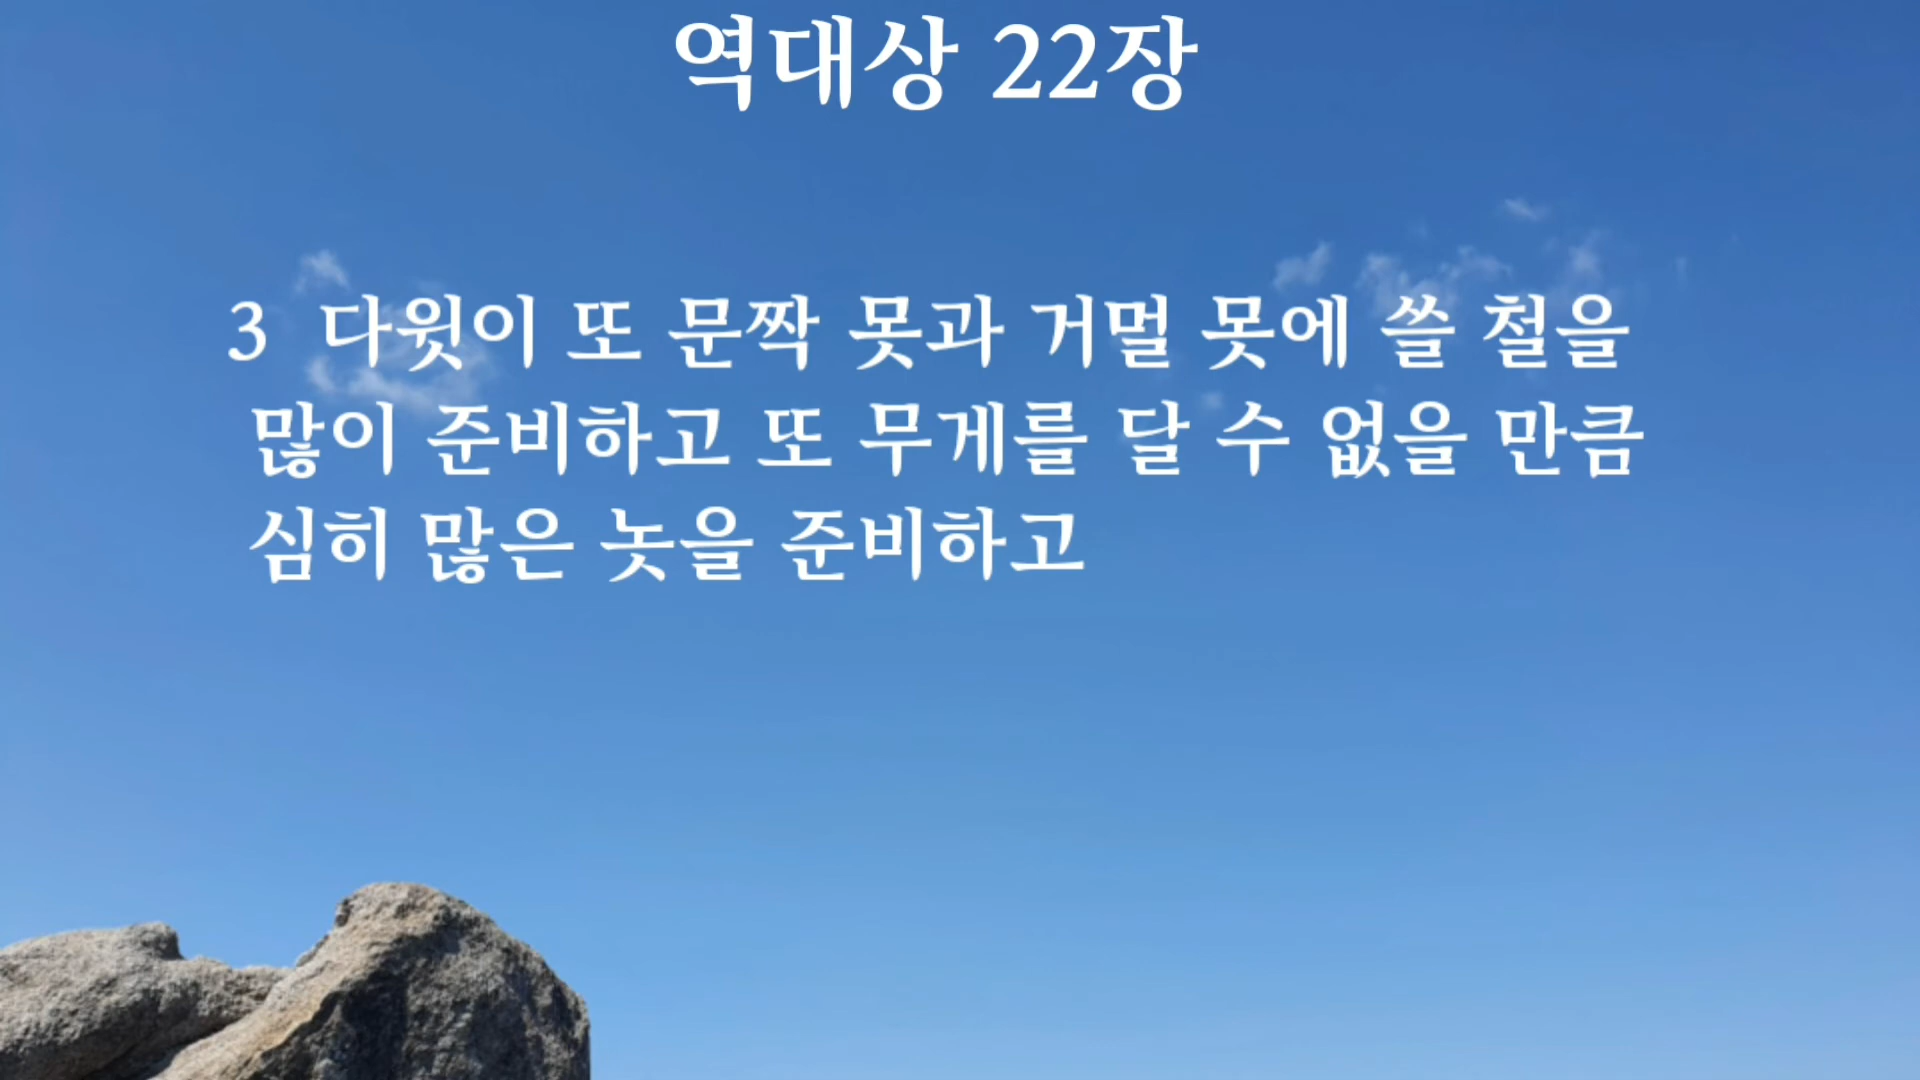 역대상 22장
3 다윗이 또 문짝 못과 거멀 못에 쓸 철을
많이 준비하고 또 무게를 달 수 없을 만큼
심히 많은 놋을 준비하고